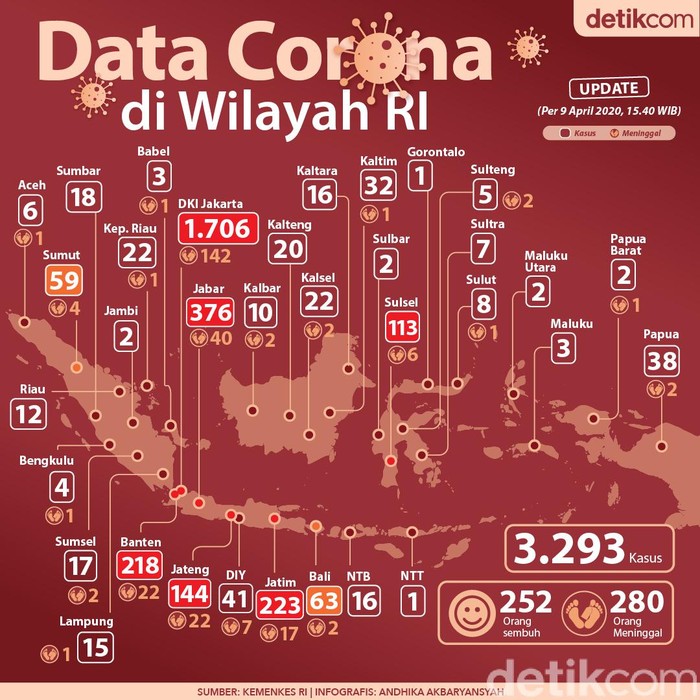 detikcom
Data Corona
di Wilayah RI
UPDATE
(Per 9 April 2020, 15.40 WIB)
Kasus
Meninggal
Aceh
6
1
Sumut
59
4
Sumbar
18
Kep. Riau
22
1
Jambi
2
Babel
3
1
DKI Jakarta
1.706
142
Jabar
376
40
Kalbar
10
2
Kalteng
20
Kalsel
22
2
Kaltara
16
Kaltim
32
1
Sulbar
2
Sulsel
113
6
Gorontalo
1
Sulteng
5
2
Sultra
7
Sulut
8
1
Maluku
Utara
2
Maluku
3
Papua
Barat
2
1
Papua
38
2
Riau
12
Bengkulu
4
1
Sumsel
17
2
Lampung
1
15
Banten
218
22
Jateng
144
22
DIY
41
7
Jatim
223
17
Bali
63
2
NTB
16
NTT
1
3.293 Kasus
252
Orang
sembuh
280
Orang
Meninggal
detikcom
SUMBER: KEMENKES RI | INFOGRAFIS: ANDHIKA AKBARYANSYAH